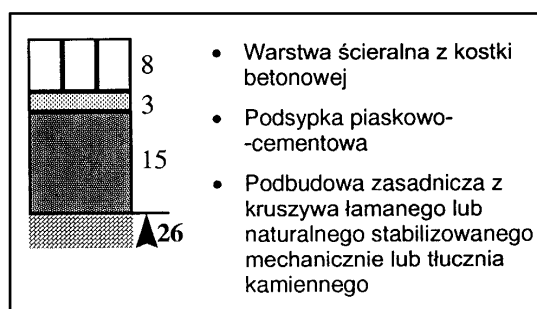 8
3
15
26
• Warstwa ścieralna z kostki
betonowej
• Podsypka piaskowo-
-cementowa
• Podbudowa zasadnicza z
kruszywa łamanego lub
naturalnego stabilizowanego
mechanicznie lub tłucznia
kamiennego